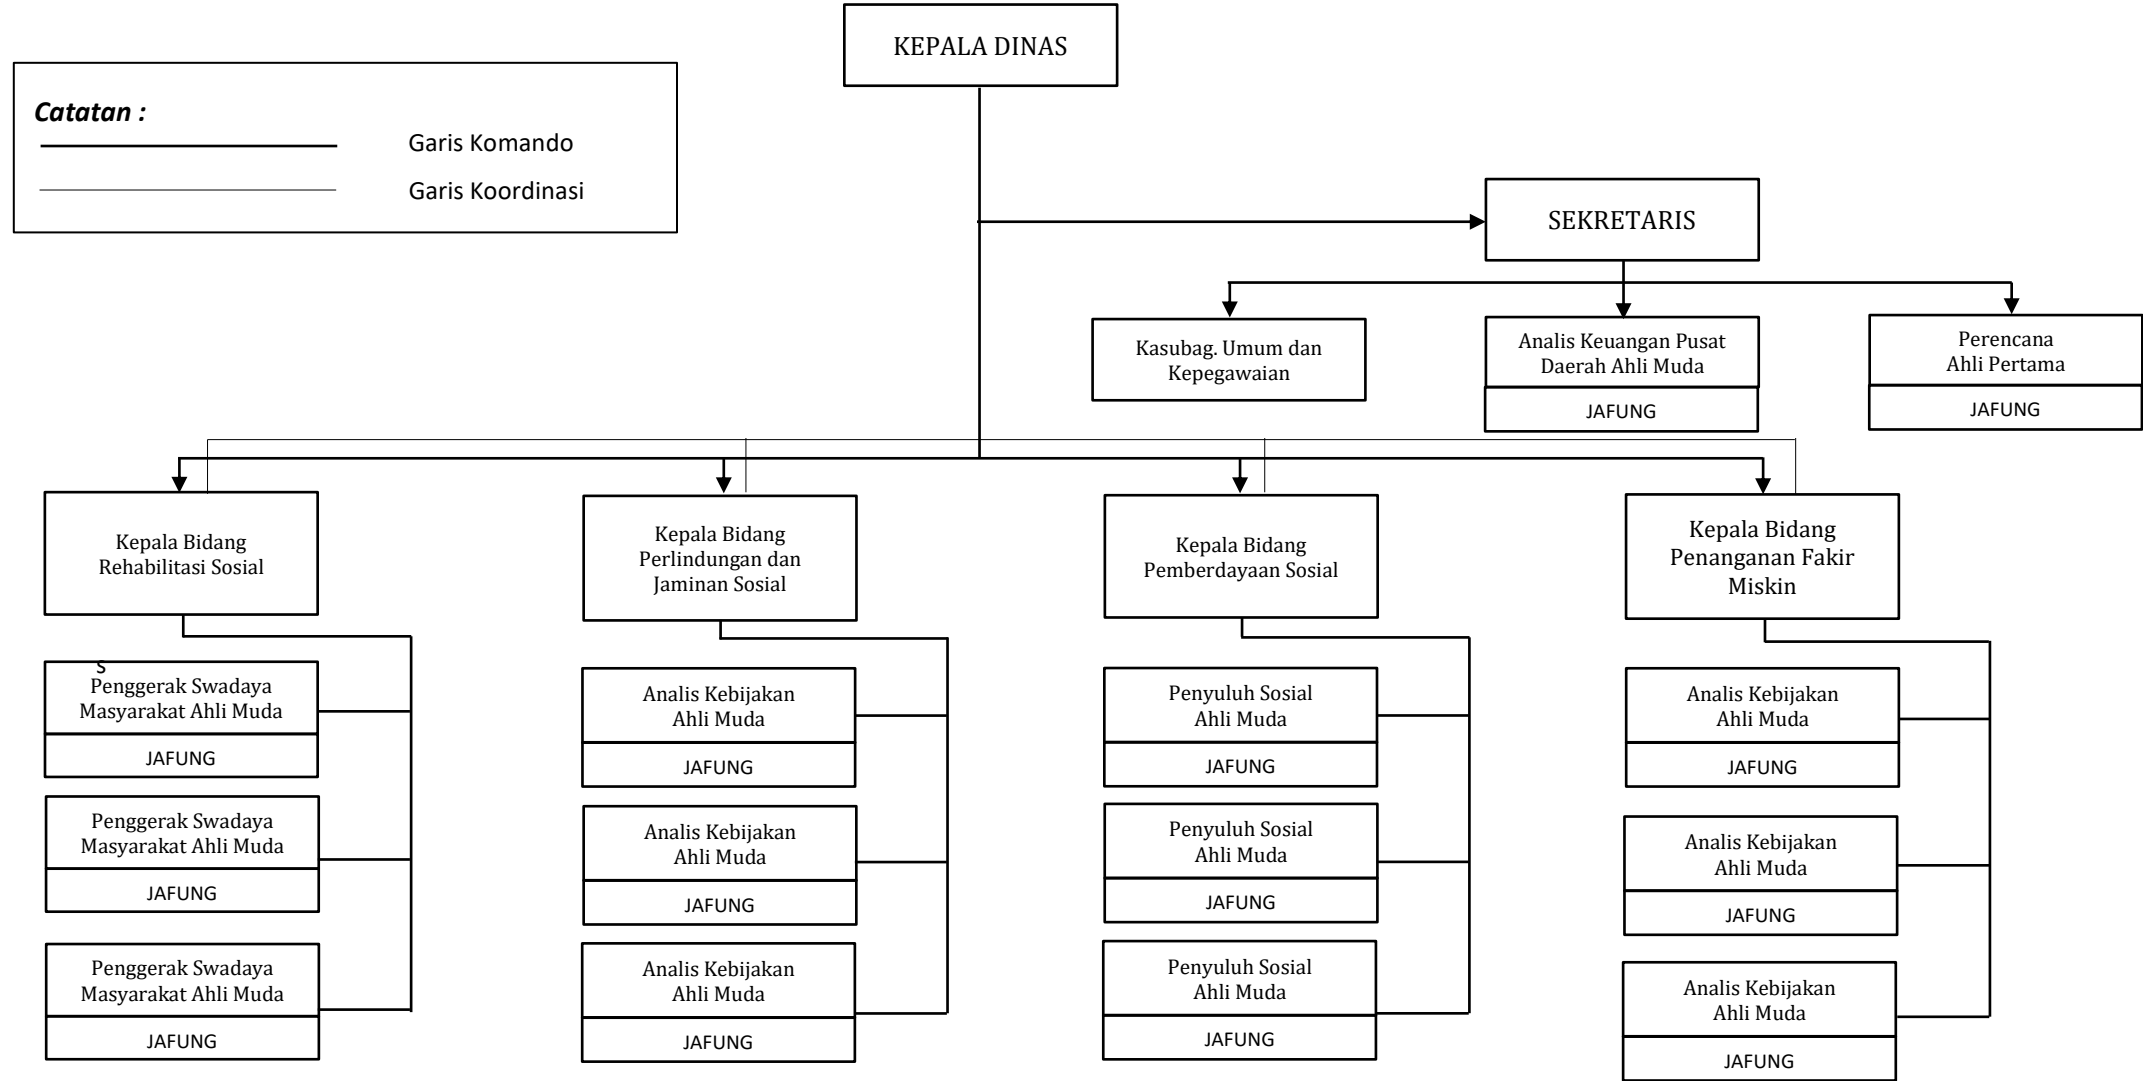 KEPALA DINAS
Catatan :
Garis Komando
Garis Koordinasi
SEKRETARIS
Kasubag. Umum dan
Kepegawaian
Analis Keuangan Pusat
Daerah Ahli Muda
JAFUNG
Perencana
Ahli Pertama
JAFUNG
Kepala Bidang
Rehabilitasi Sosial
Kepala Bidang
Perlindungan dan
Jaminan Sosial
Kepala Bidang
Pemberdayaan Sosial
Kepala Bidang
Penanganan Fakir
Miskin
S
Penggerak Swadaya
Masyarakat Ahli Muda
JAFUNG
Penggerak Swadaya
Masyarakat Ahli Muda
JAFUNG
Penggerak Swadaya
Masyarakat Ahli Muda
JAFUNG
Analis Kebijakan
Ahli Muda
JAFUNG
Analis Kebijakan
Ahli Muda
JAFUNG
Analis Kebijakan
Ahli Muda
JAFUNG
Penyuluh Sosial
Ahli Muda
JAFUNG
Penyuluh Sosial
Ahli Muda
JAFUNG
Penyuluh Sosial
Ahli Muda
JAFUNG
Analis Kebijakan
Ahli Muda
JAFUNG
Analis Kebijakan
Ahli Muda
JAFUNG
Analis Kebijakan
Ahli Muda
JAFUNG